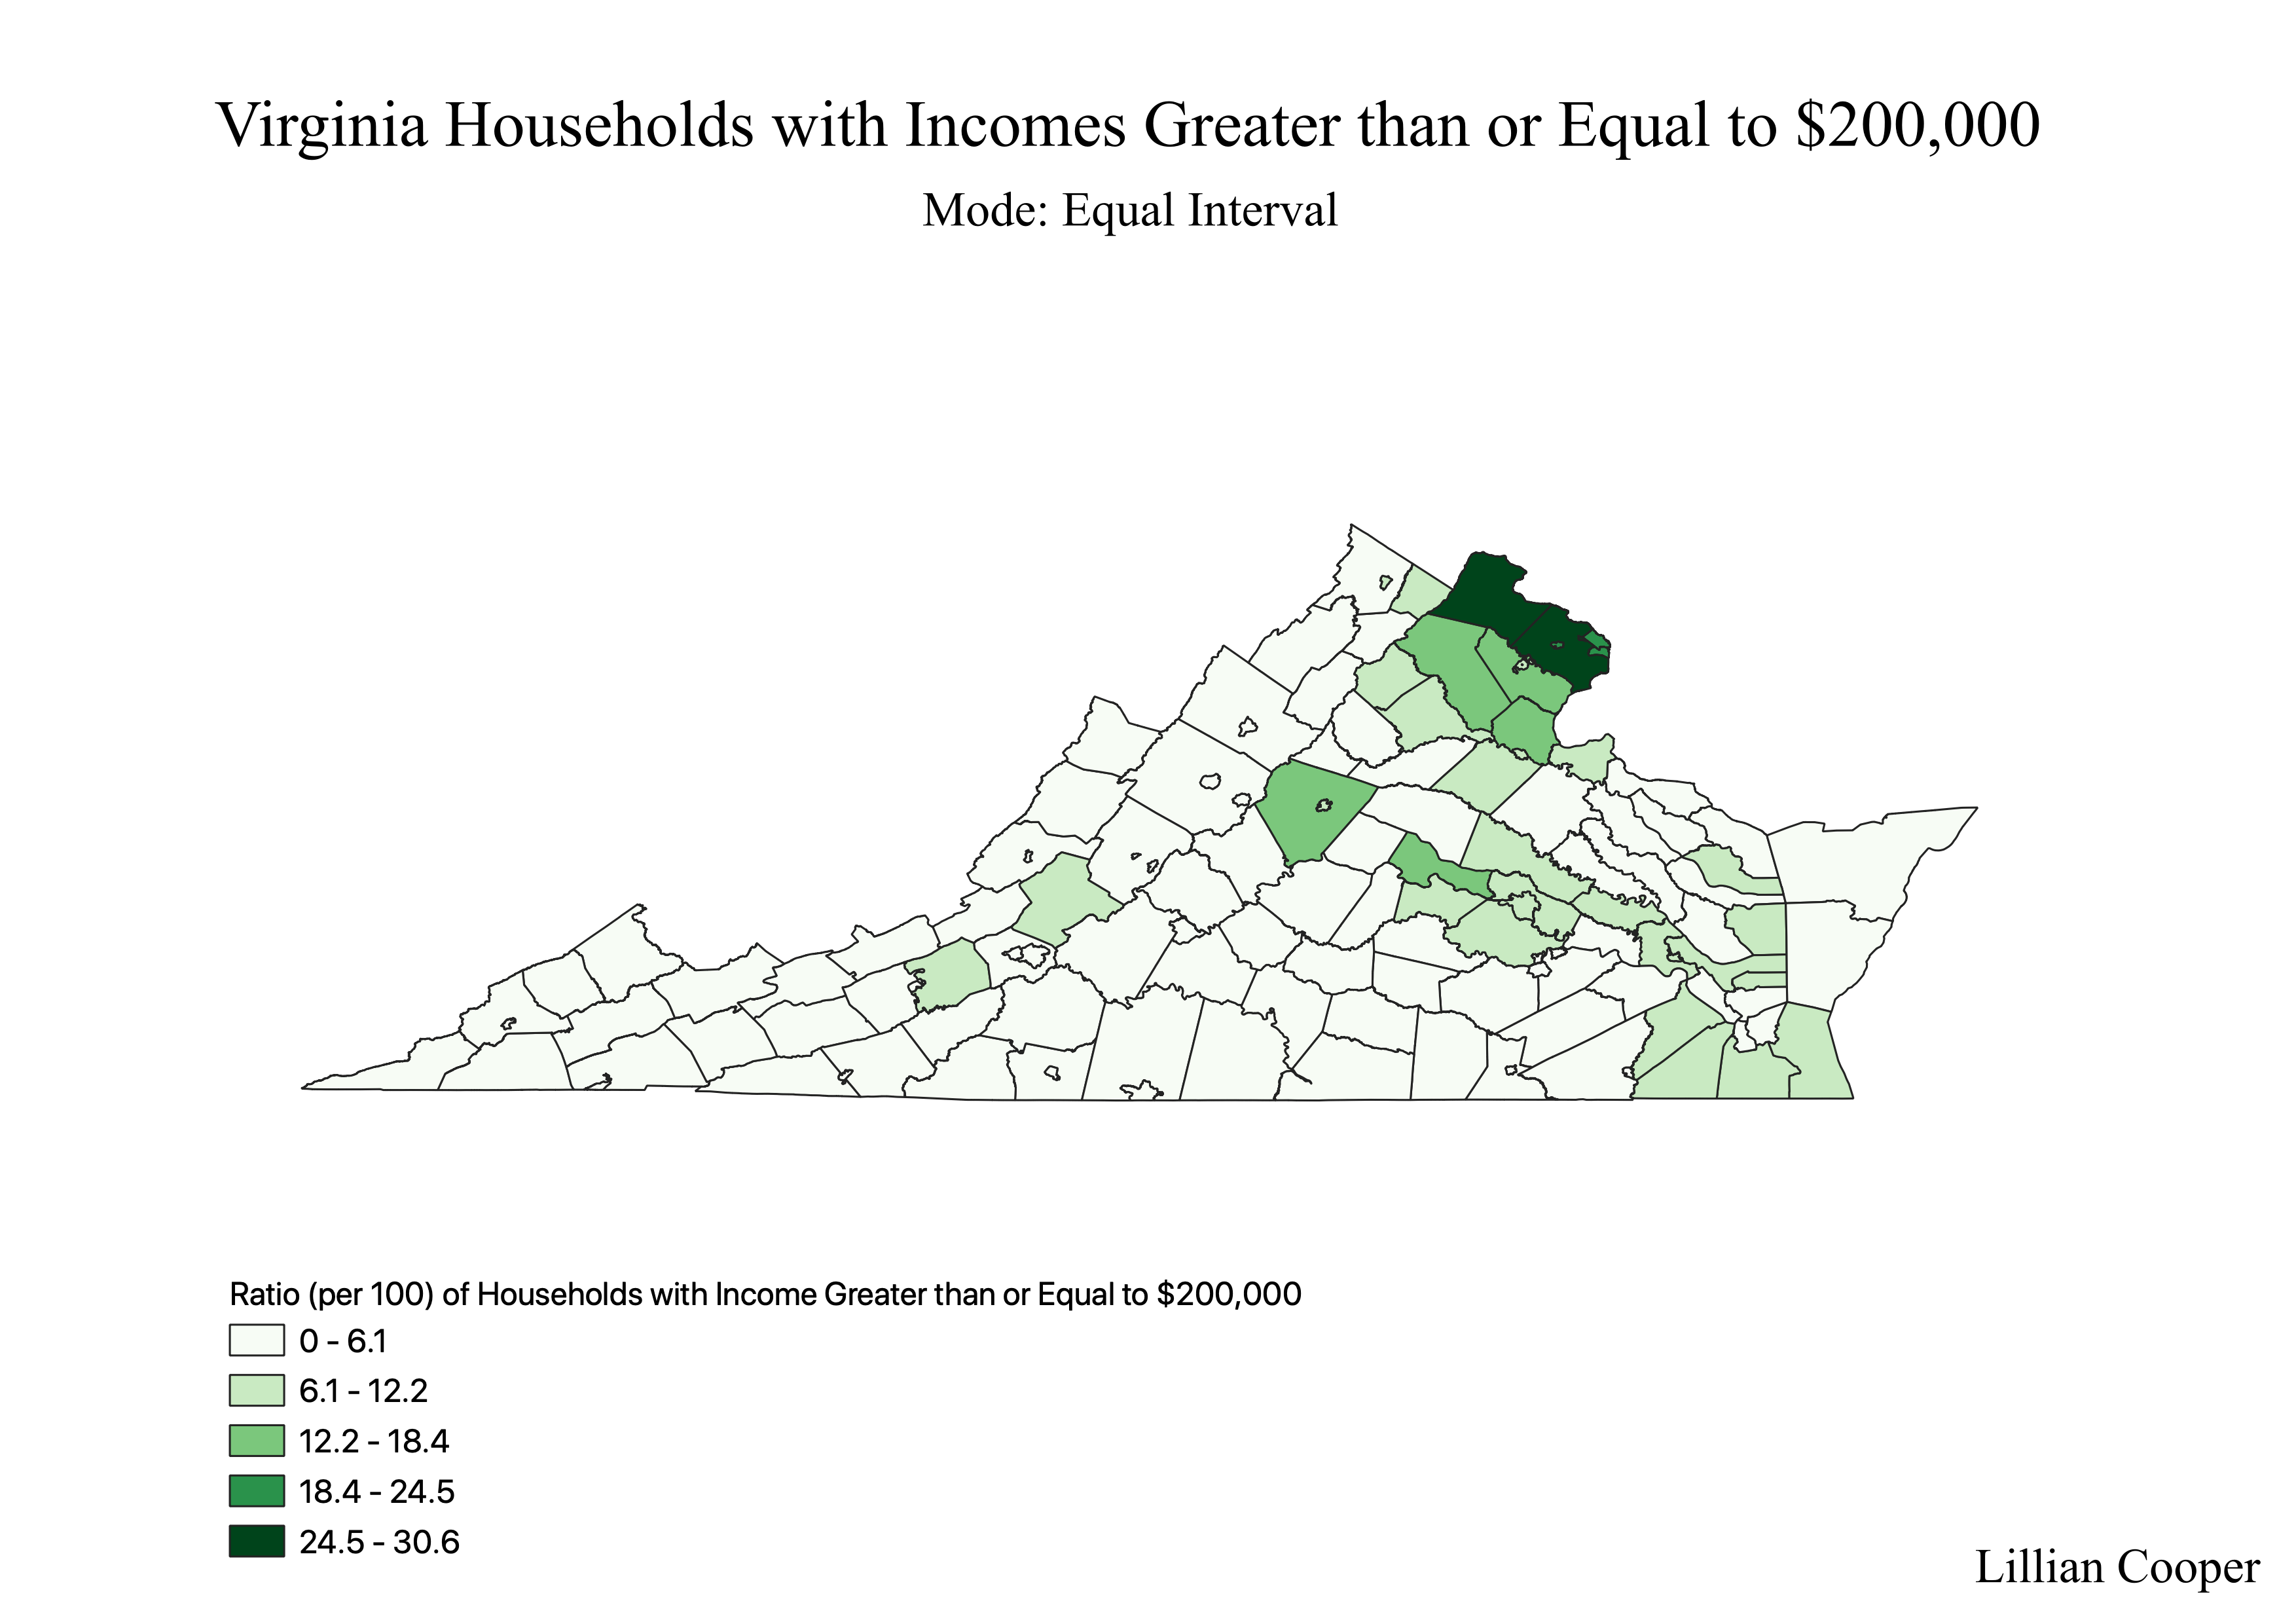 Virginia Households with Incomes Greater than or Equal to $200,000
Mode: Equal Interval
Ratio (per 100) of Households with Income Greater than or Equal to $200,000
0 - 6.1
6.1 - 12.2
12.2 - 18.4
18.4 - 24.5
24.5 - 30.6
Lillian Cooper